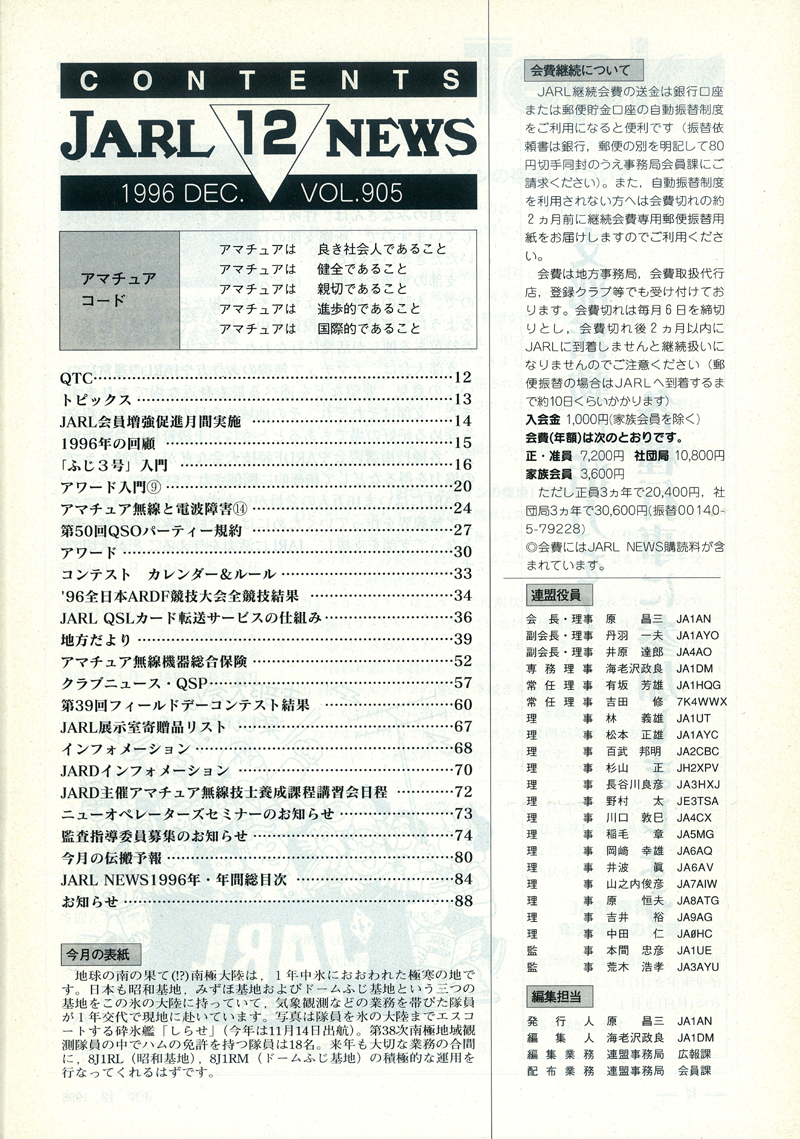 CONTENTS
JARL 12 NEWS
1996 DEC. VOL.905
アマチュア
コード
アマチュアは 良き社会人であること
アマチュアは 健全であること
アマチュアは 親切であること
アマチュアは 進歩的であること
アマチュアは 国際的であること
QTC……12
トピックス……13
JARL会員増強促進月間実施……14
1996年の回顧……15
「ふじ3号」入門……16
アワード入門⑨……20
アマチュア無線と電波障害⑭……24
第50回QSOパーティー規約……27
アワード……30
コンテスト カレンダー&ルール……33
'96全日本ARDF競技大会全競技結果……34
JARL QSLカード転送サービスの仕組み……36
地方だより……39
アマチュア無線機器総合保険……52
クラブニュース・QSP……57
第39回フィールドデーコンテスト結果……60
JARL展示室寄贈品リスト……67
インフォメーション……68
JARDインフォメーション……70
JARD主催アマチュア無線技士養成課程講習会日程……72
ニューオペレーターズセミナーのお知らせ……73
監査指導委員募集のお知らせ……74
今月の伝搬予報……80
JARL NEWS1996年・年間総目次……84
お知らせ……88
今月の表紙
地球の南の果て(!?)南極大陸は,1年中氷におおわれた極寒の地で
す。日本も昭和基地,みずほ基地およびドームふじ基地という三つの
基地をこの氷の大陸に持っていて,気象観測などの業務を帯びた隊員
が1年交代で現地に赴いています。写真は隊員を氷の大陸までエスコ
ートする砕氷艦「しらせ」(今年は11月14日出航)。第38次南極地域観
測隊員の中でハムの免許を持つ隊員は18名。来年も大切な業務の合間
に,8J1RL(昭和基地),8J1RM(ドームふじ基地)の積極的な運用を
行なってくれるはずです。
会費継続について
JARL継続会費の送金は銀行口座
または郵便貯金口座の自動振替制度
をご利用になると便利です(振替依
頼書は銀行,郵便の別を明記して80
円切手同封のうえ事務局会員課にご
請求ください)。また,自動振替制度
を利用されない方へは会費切れの約
2ヵ月前に継続会費専用郵便振替用
紙をお届けしますのでご利用くださ
い。
会費は地方事務局,会費取扱代行
店,登録クラブ等でも受け付けてお
ります。会費切れは毎月6日を締切
りとし,会費切れ後2ヵ月以内に
JARLに到着しませんと継続扱いに
なりませんのでご注意ください(郵
便振替の場合はJARLへ到着するま
で約10日くらいかかります)
入会金 1,000円(家族会員を除く)
会費(年額)は次のとおりです。
正・准員 7,200円 社団局 10,800円
家族会員 3,600円
ただし正員3ヵ年で20,400円,社
団局3ヵ年で30,600円(振替00140-
5-79228)
◎会費にはJARL NEWS購読料が含
まれています。
連盟役員
会長・理事 原 昌三 JA1AN
副会長・理事 丹羽 一夫 JA1AYO
副会長・理事 井原 達郎 JA4AO
専務理事 海老沢政良 JA1DM
常任理事 有坂 芳雄 JA1HQG
常任理事 吉田 修 7K4WWX
理事 林 義雄 JA1UT
理事 松本 正雄 JA1AYC
理事 百武 邦明 JA2CBC
理事 杉山 正 JH2XPV
理事 長谷川良彦 JA3HXJ
理事 野村 太 JE3TSA
理事 川口 敦巳 JA4CX
理事 稲毛 章 JA5MG
理事 岡﨑 幸雄 JA6AQ
理事 井波 眞 JA6AV
理事 山之内俊彦 JA7AIW
理事 原 恒夫 JA8ATG
理事 吉井 裕 JA9AG
理事 中田 仁 JAØHC
監事 本間 忠彦 JA1UE
監事 荒木 浩孝 JA3AYU
編集担当
発行人 原 昌三 JA1AN
編集人 海老沢政良 JA1DM
編集業務 連盟事務局 広報課
配布業務 連盟事務局 会員課